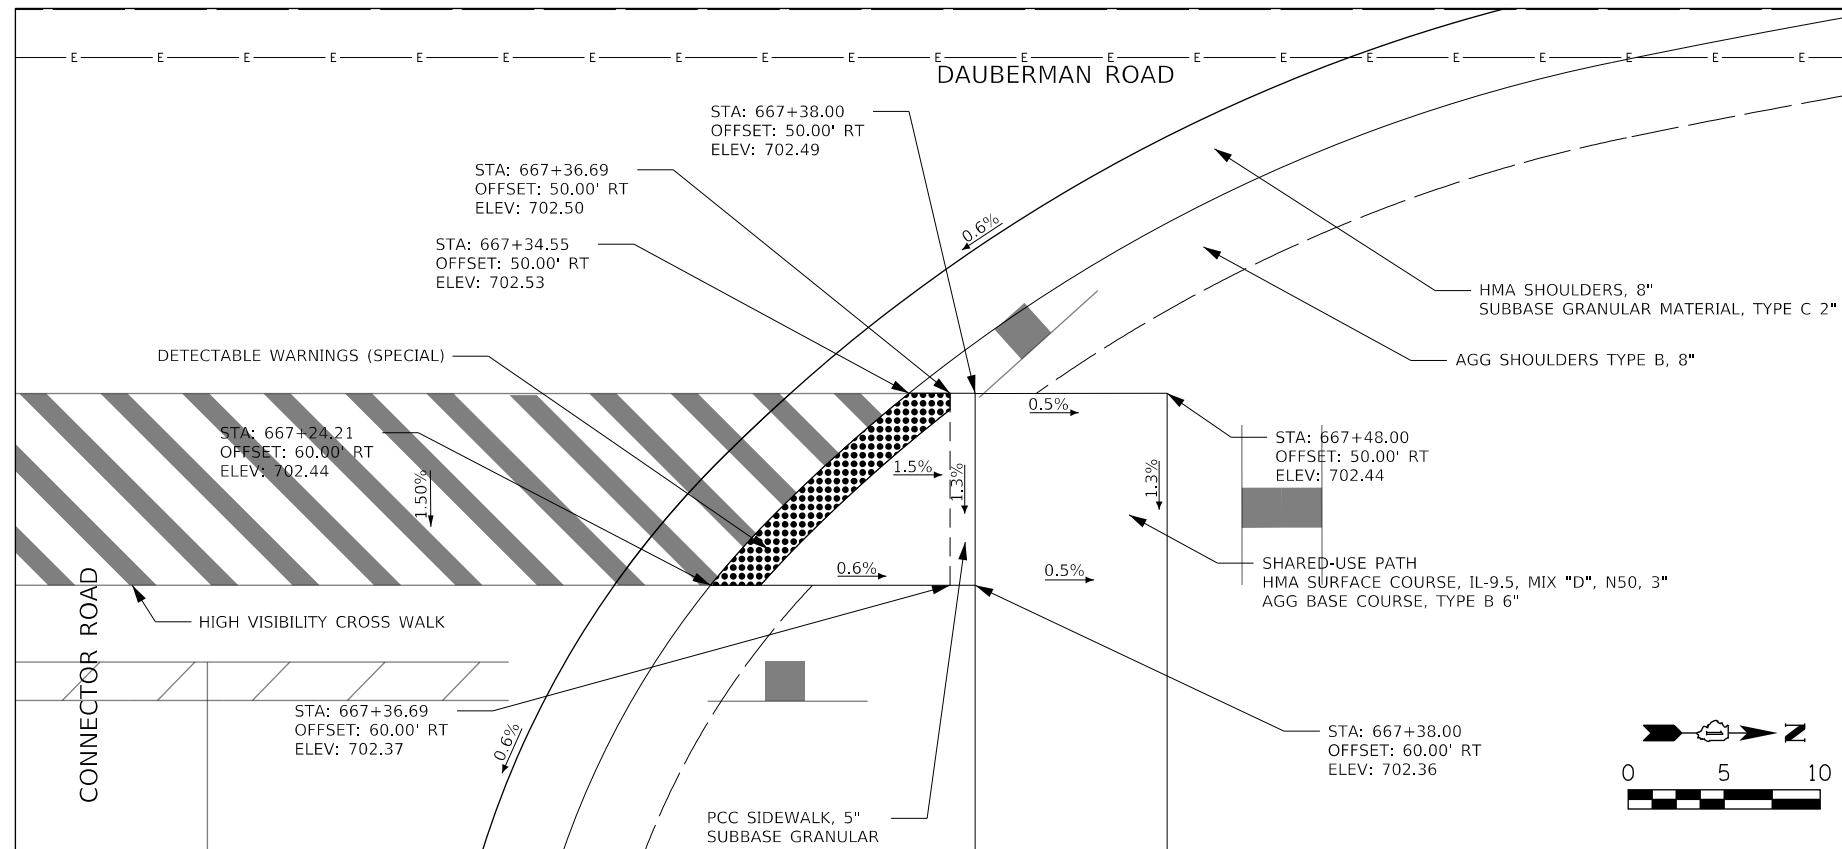 E E E E E E E E E E E E E E E E E E E E E
DAUBERMAN ROAD
STA: 667+38.00
OFFSET: 50.00' RT
ELEV: 702.49
STA: 667+36.69
OFFSET: 50.00' RT
ELEV: 702.50
STA: 667+34.55
OFFSET: 50.00' RT
ELEV: 702.53
0.6%
HMA SHOULDERS, 8"
SUBBASE GRANULAR MATERIAL, TYPE C 2"
AGG SHOULDERS TYPE B, 8"
DETECTABLE WARNINGS (SPECIAL)
0.5%
STA: 667+24.21
OFFSET: 60.00' RT
ELEV: 702.44
1.50%
1.5%
1.3%
1.3%
STA: 667+48.00
OFFSET: 50.00' RT
ELEV: 702.44
0.6%
0.5%
SHARED-USE PATH
HMA SURFACE COURSE, IL-9.5, MIX "D", N50, 3"
AGG BASE COURSE, TYPE B 6"
HIGH VISIBILITY CROSS WALK
CONNECTOR ROAD
STA: 667+36.69
OFFSET: 60.00' RT
ELEV: 702.37
0.6%
STA: 667+38.00
OFFSET: 60.00' RT
ELEV: 702.36
N
0 5 10
PCC SIDEWALK, 5"
SUBBASE GRANULAR